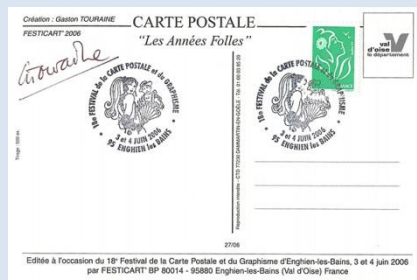 Création : Gaston TOURAINE
FESTICART' 2006
CARTE POSTALE
"Les Années Folles"
val
d'oise
le département
FRANCE
18e FESTIVAL de la CARTE POSTALE et du GRAPHISME
3 et 4 JUIN 2006
95 ENGHIEN les BAINS
18e FESTIVAL de la CARTE POSTALE et du GRAPHISME
3 et 4 JUIN 2006
95 ENGHIEN les BAINS
Touraine
27/06
Editée à l'occasion du 18e Festival de la Carte Postale et du Graphisme d'Enghien-les-Bains, 3 et 4 juin 2006
par FESTICART' BP 80014 - 95880 Enghien-les-Bains (Val d'Oise) France